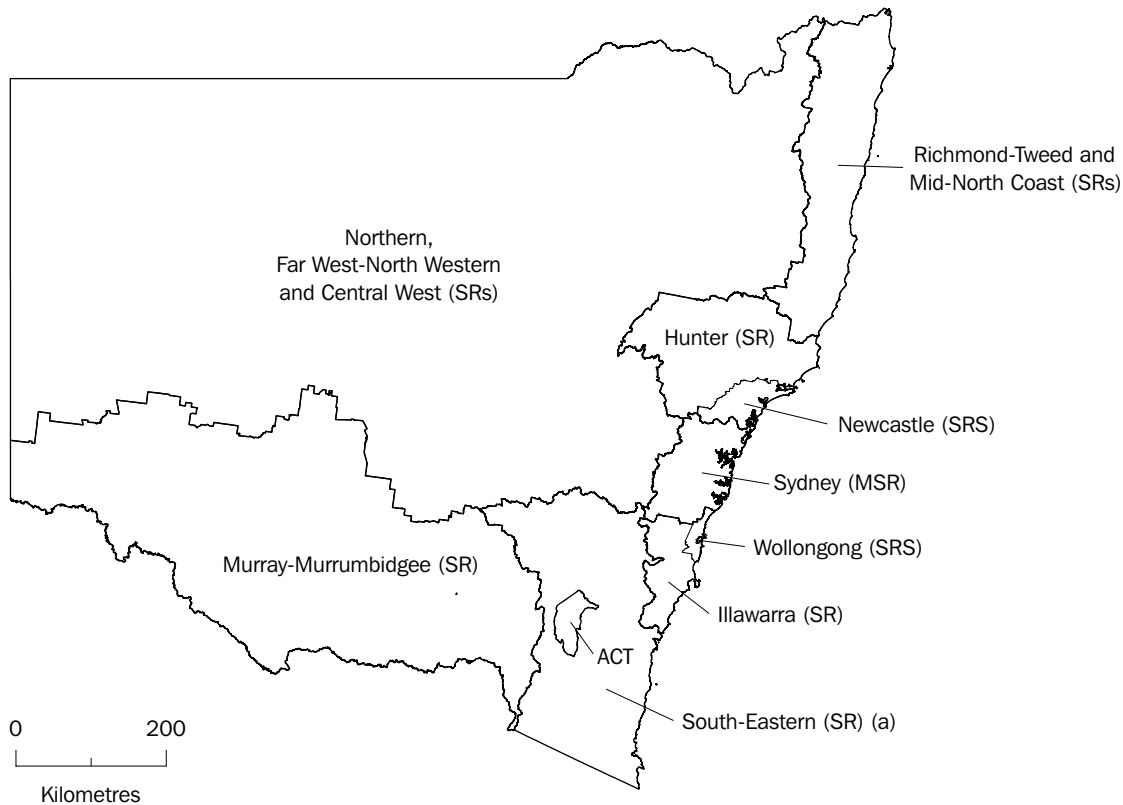 Richmond-Tweed and
Mid-North Coast (SRs)
Northern,
Far West-North Western
and Central West (SRs)
Hunter (SR)
Newcastle (SRS)
Sydney (MSR)
Wollongong (SRS)
Murray-Murrumbidgee (SR)
Illawarra (SR)
ACT
South-Eastern (SR) (a)
0 200
Kilometres